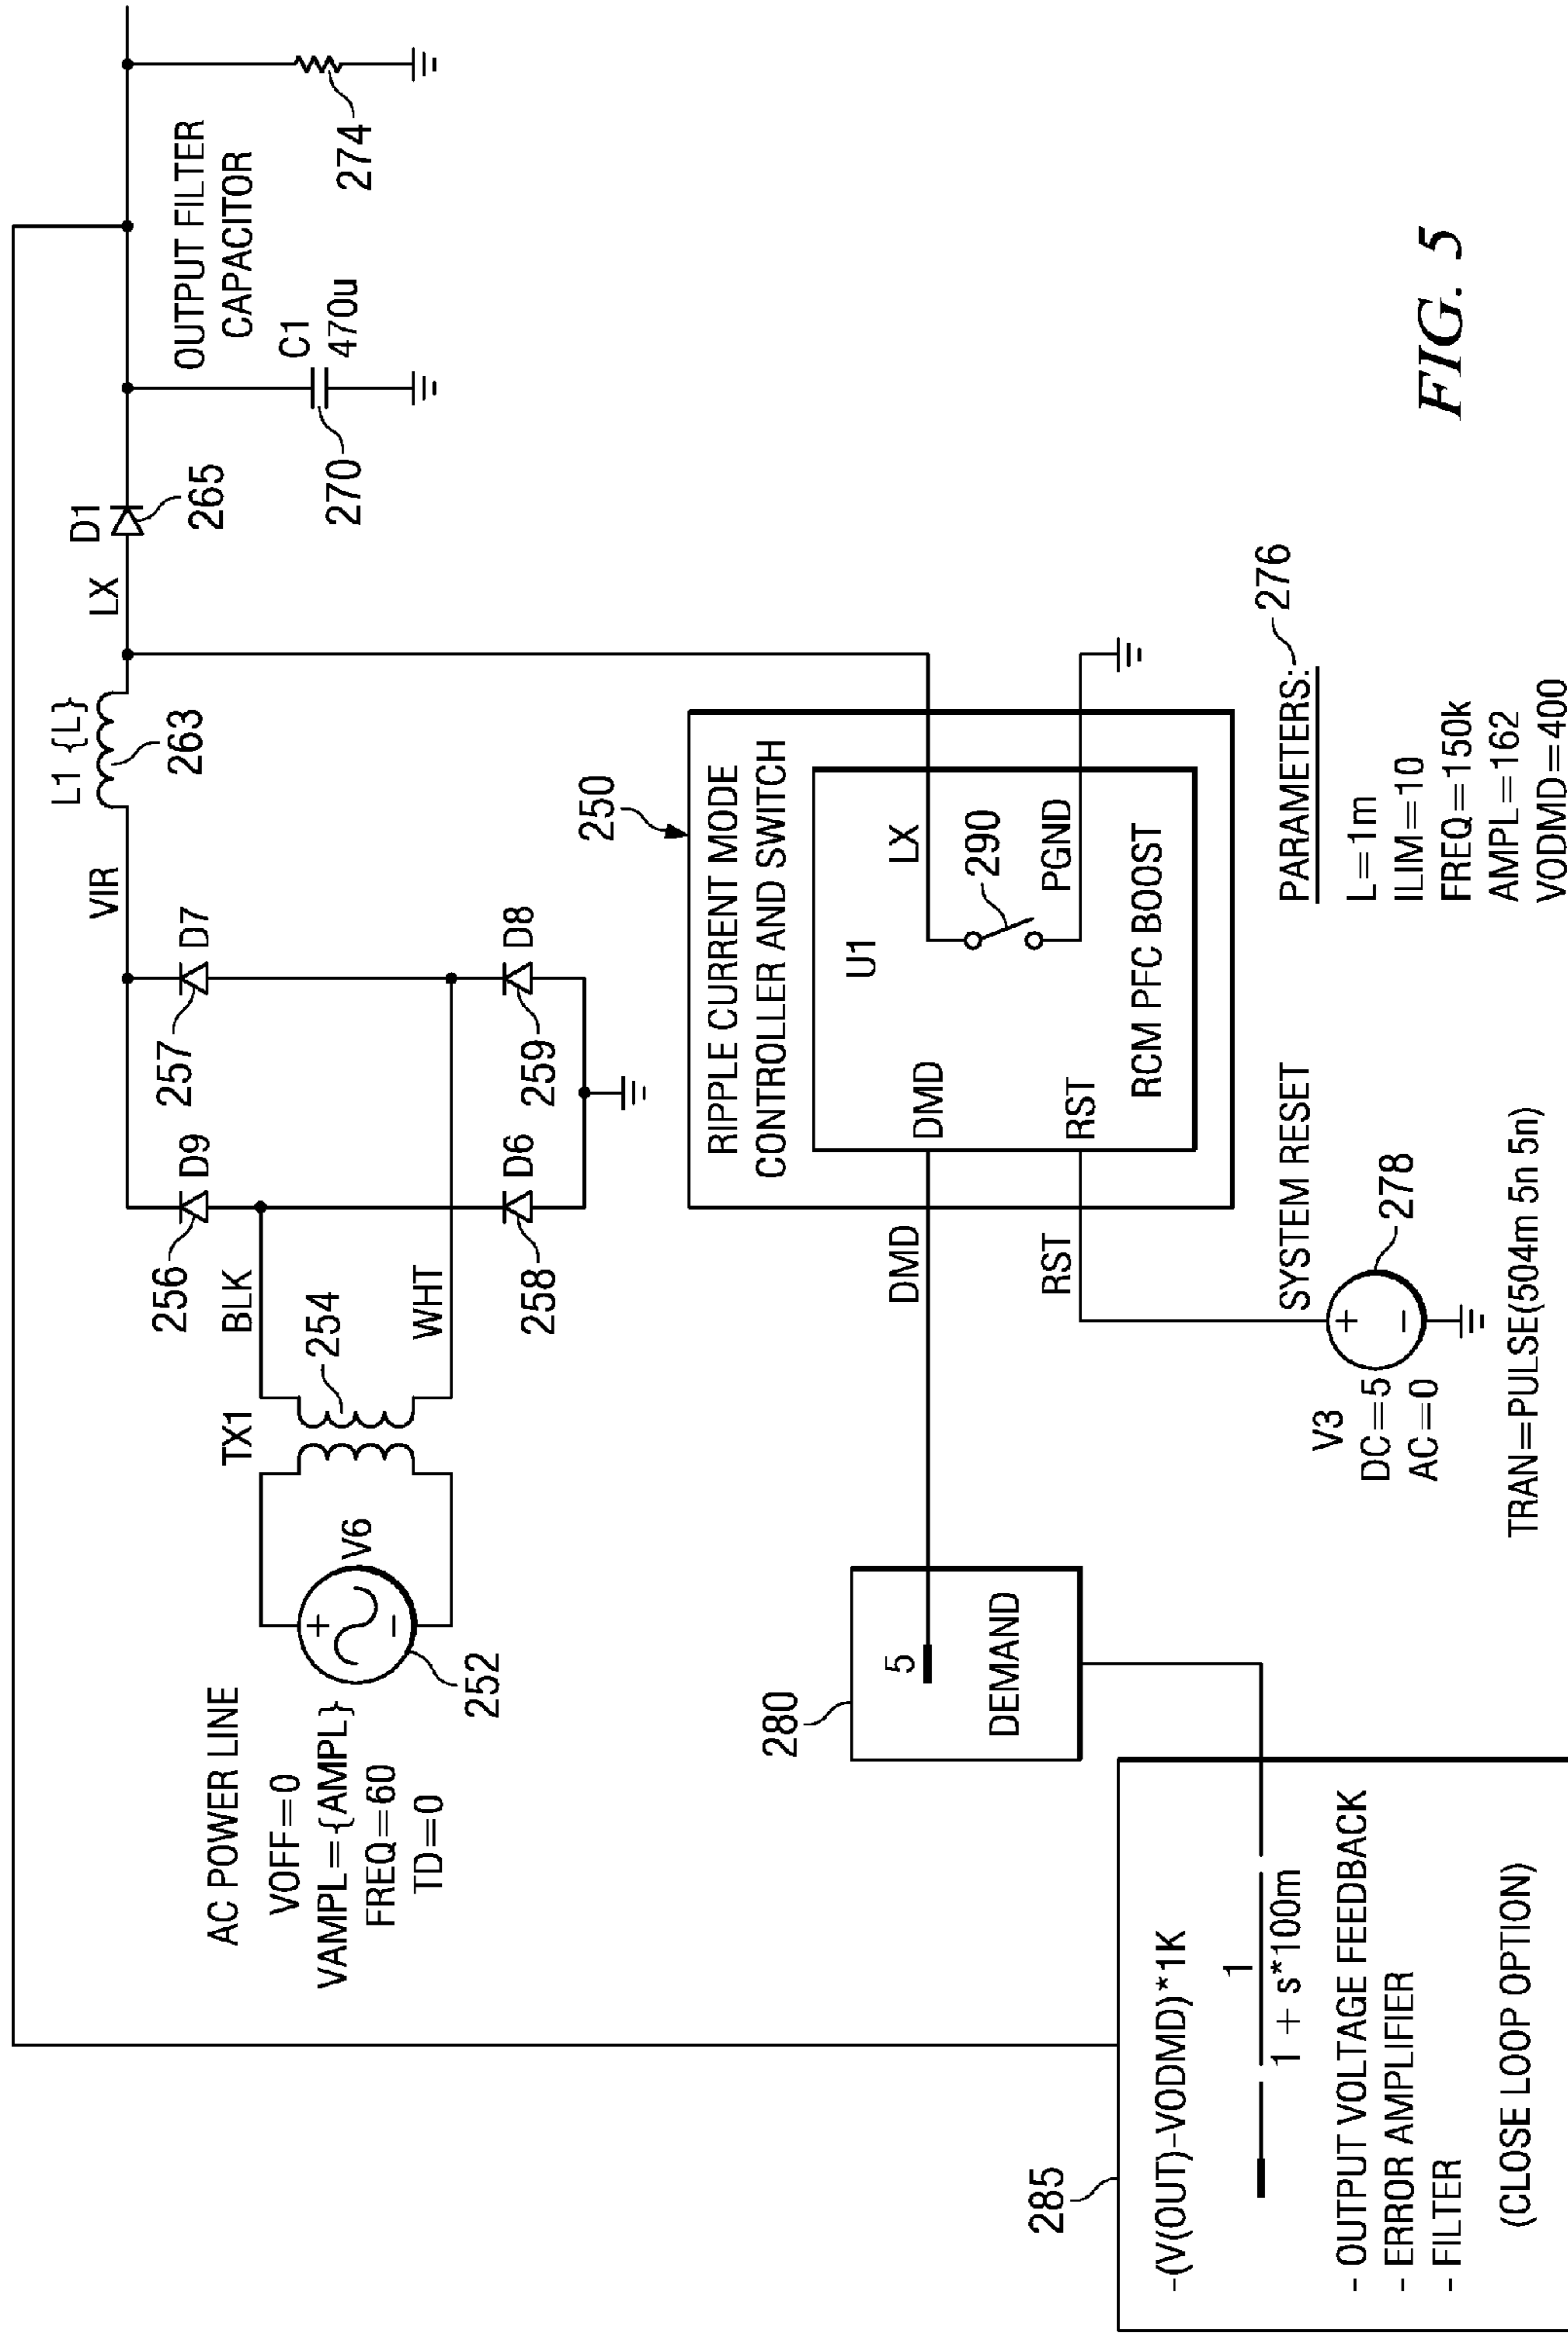 AC POWER LINE
VOFF=0
VAMPL={AMPL}
FREQ=60
TD=0
V6
+
−
252
TX1
254
BLK
WHT
256
D9
257
D7
258
D6
259
D8
VIR
L1 {L}
263
LX
D1
265
OUTPUT FILTER
CAPACITOR
C1
470u
270
274
250
RIPPLE CURRENT MODE
CONTROLLER AND SWITCH
U1
LX
290
PGND
DMD
RST
RCM PFC BOOST
DMD
RST
280
5
DEMAND
285
-(V(OUT)-VODMD)*1K
1
1 + s*100m
- OUTPUT VOLTAGE FEEDBACK
- ERROR AMPLIFIER
- FILTER
(CLOSE LOOP OPTION)
SYSTEM RESET
V3
DC=5
AC=0
+
−
278
TRAN=PULSE(504m 5n 5n)
PARAMETERS:
276
L=1m
ILIM=10
FREQ=150k
AMPL=162
VODMD=400
FIG. 5